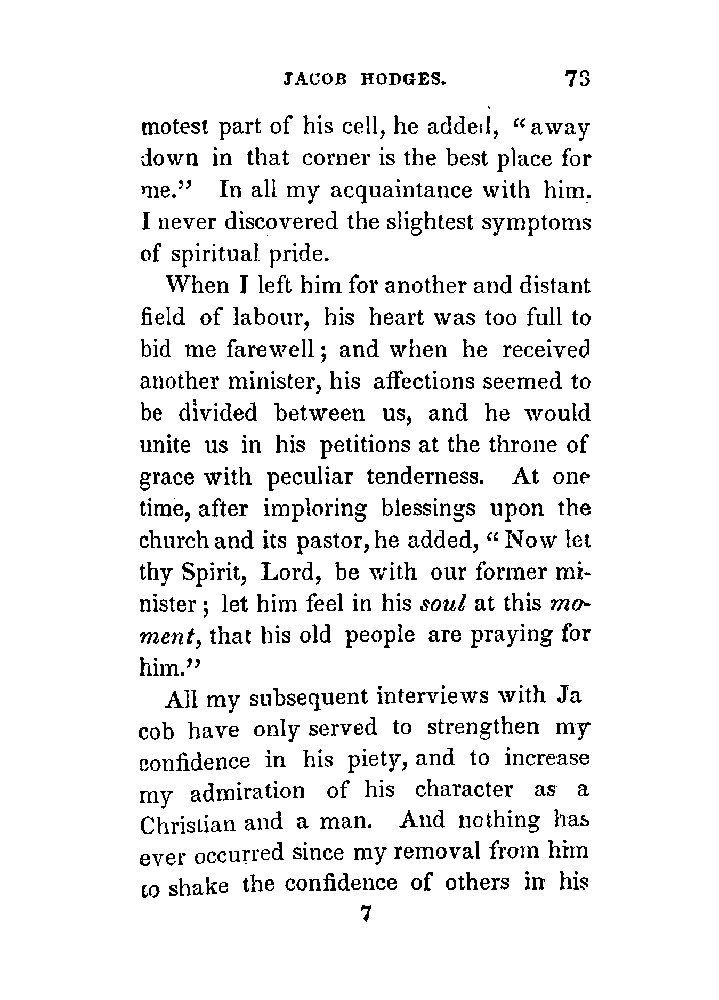 JACOB HODGES. 73
motest part of his cell, he added, “away
down in that corner is the best place for
me.” In all my acquaintance with him.
I never discovered the slightest symptoms
of spiritual pride.
When I left him for another and distant
field of labour, his heart was too full to
bid me farewell; and when he received
another minister, his affections seemed to
be divided between us, and he would
unite us in his petitions at the throne of
grace with peculiar tenderness. At one
time, after imploring blessings upon the
church and its pastor, he added, “Now let
thy Spirit, Lord, be with our former mi-
nister; let him feel in his soul at this mo-
ment, that his old people are praying for
him.”
All my subsequent interviews with Ja
cob have only served to strengthen my
confidence in his piety, and to increase
my admiration of his character as a
Christian and a man. And nothing has
ever occurred since my removal from him
to shake the confidence of others in his
7